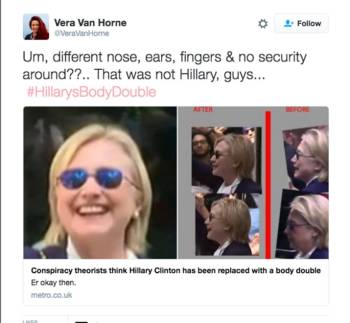 Vera Van Horne
@VeraVanHorne
Follow
Um, different nose, ears, fingers & no security
around??.. That was not Hillary, guys...
#HillarysBodyDouble
AFTER
BEFORE
Conspiracy theorists think Hillary Clinton has been replaced with a body double
Er okay then.
metro.co.uk
LIKES